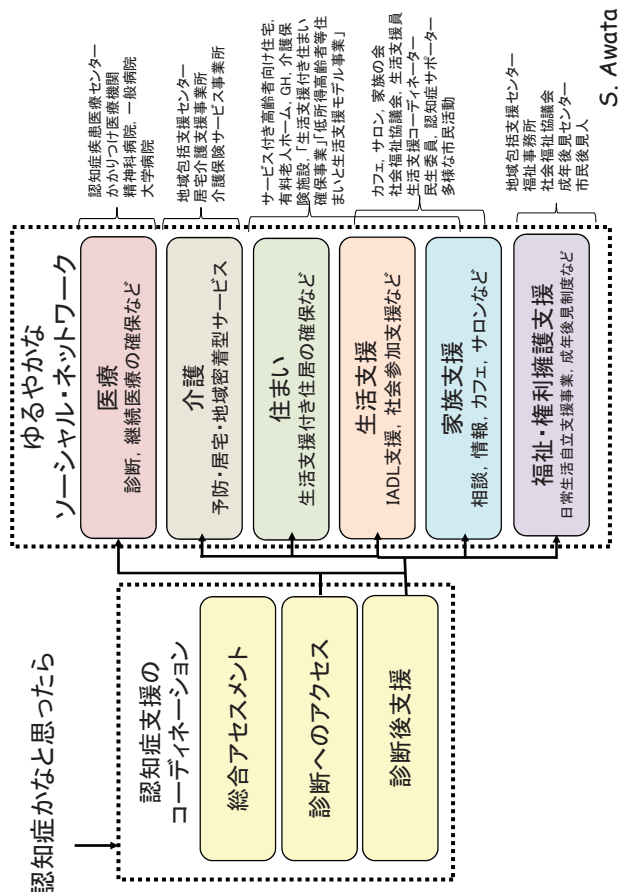 認知症かなと思ったら
認知症支援の
コーディネーション
総合アセスメント
診断へのアクセス
診断後支援
ゆるやかな
ソーシャル・ネットワーク
医療
診断, 継続医療の確保など
介護
予防・居宅・地域密着型サービス
住まい
生活支援付き住居の確保など
生活支援
IADL支援, 社会参加支援など
家族支援
相談, 情報, カフェ, サロンなど
福祉・権利擁護支援
日常生活自立支援事業, 成年後見制度など
認知症疾患医療センター
かかりつけ医療機関
精神科病院, 一般病院
大学病院
地域包括支援センター
居宅介護支援事業所
介護保険サービス事業所
サービス付き高齢者向け住宅,
有料老人ホーム, GH, 介護保
険施設, 「生活支援付き住まい
確保事業」「低所得高齢者等住
まいと生活支援モデル事業」
カフェ, サロン, 家族の会
社会福祉協議会, 生活支援員
生活支援コーディネーター
民生委員, 認知症サポーター
多様な市民活動
地域包括支援センター
福祉事務所
社会福祉協議会
成年後見センター
市民後見人
S. Awata